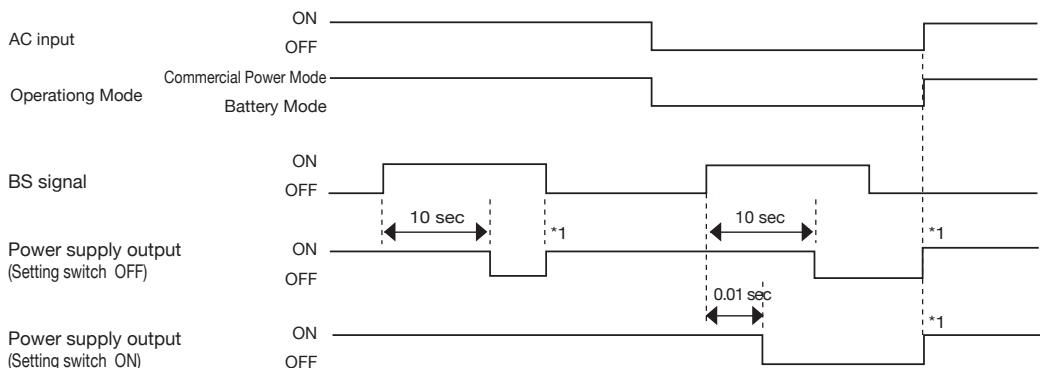 AC input
ON
OFF
Operationg Mode
Commercial Power Mode
Battery Mode
BS signal
ON
OFF
10 sec
*1
10 sec
*1
Power supply output
(Setting switch OFF)
ON
OFF
0.01 sec
*1
Power supply output
(Setting switch ON)
ON
OFF